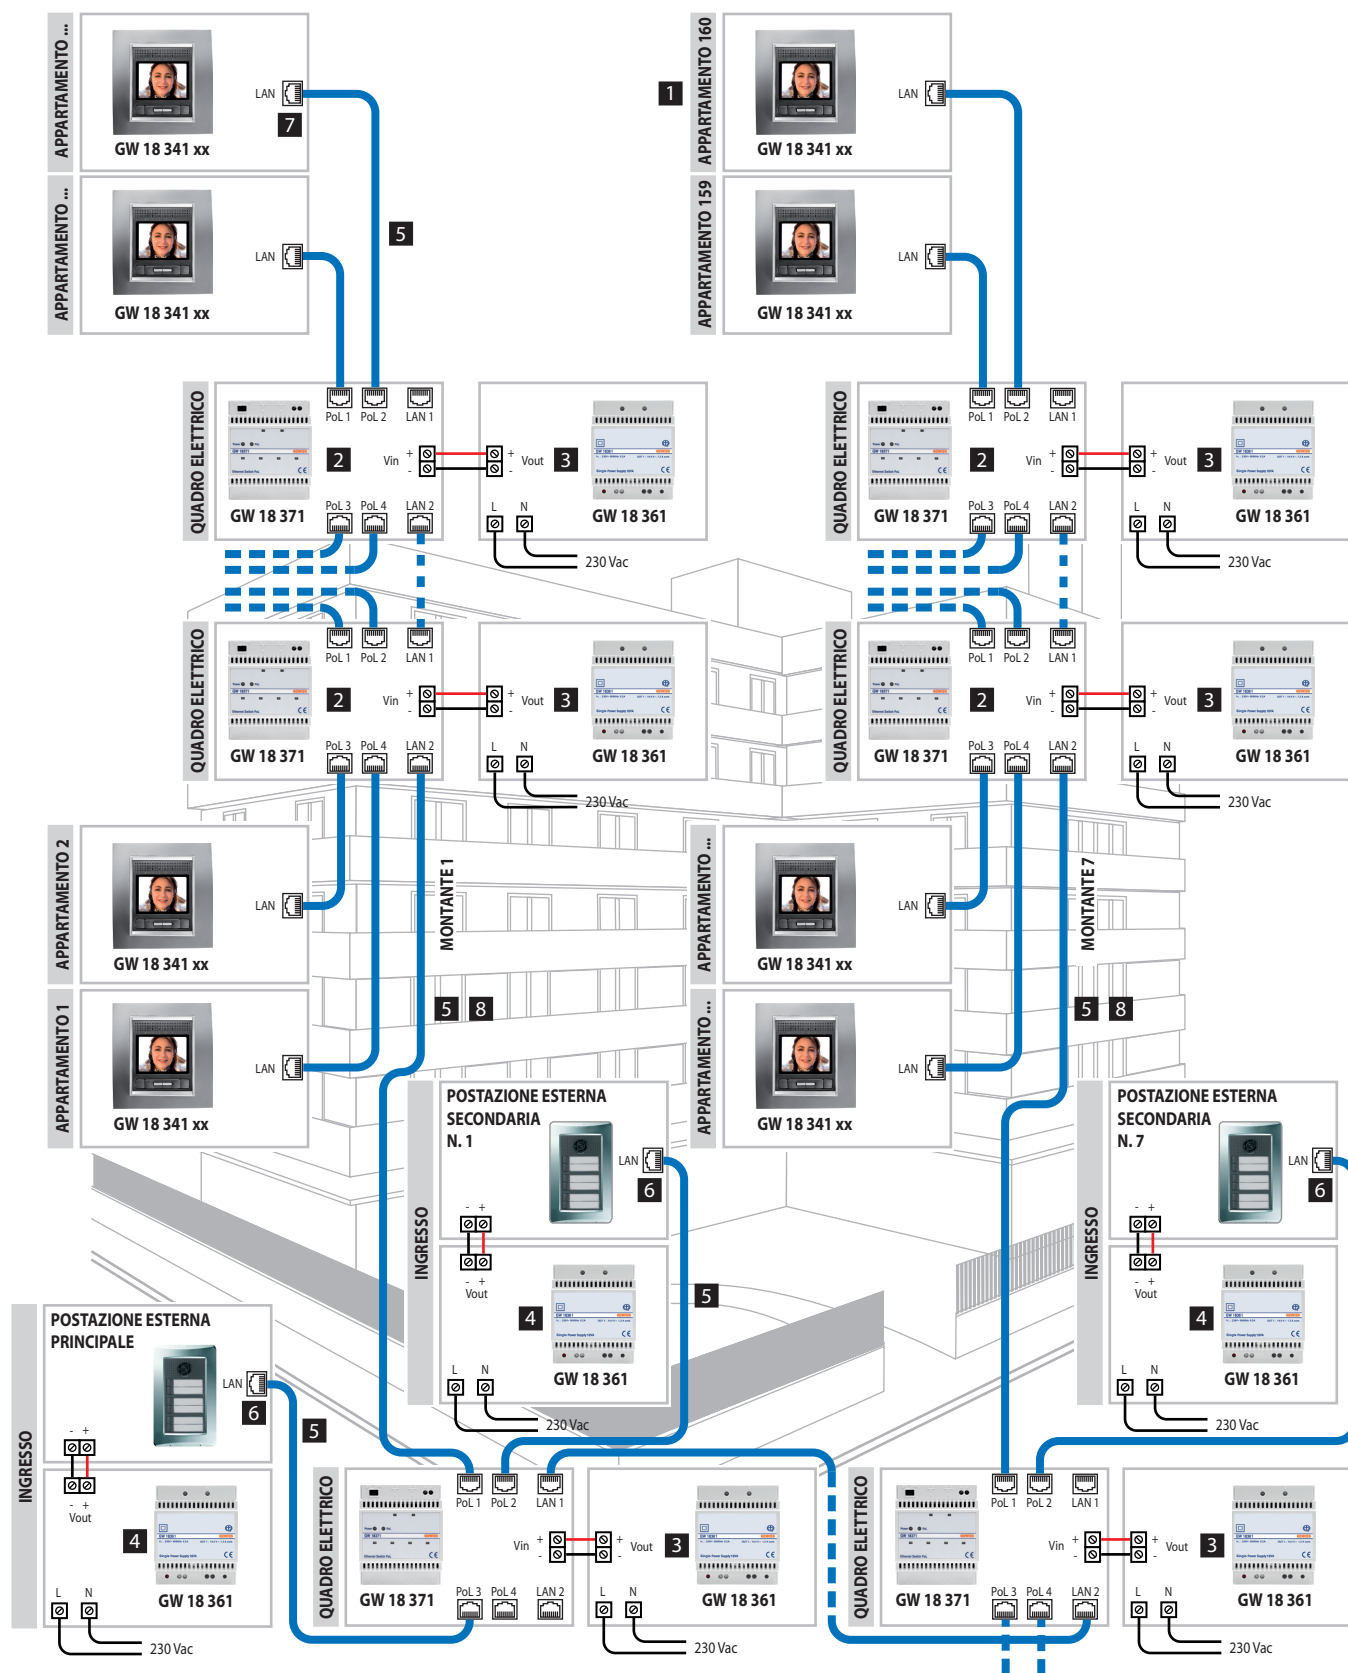 APPARTAMENTO ...
LAN
7
GW 18 341 xx
1
APPARTAMENTO 160
LAN
GW 18 341 xx
APPARTAMENTO ...
LAN
GW 18 341 xx
5
APPARTAMENTO 159
LAN
GW 18 341 xx
QUADRO ELETTRICO
PoL 1
PoL 2
LAN 1
2
Vin
+
-
GW 18 371
PoL 3
PoL 4
LAN 2
+
-
Vout
3
GW 18 361
L
N
230 Vac
QUADRO ELETTRICO
PoL 1
PoL 2
LAN 1
2
Vin
+
-
GW 18 371
PoL 3
PoL 4
LAN 2
+
-
Vout
3
GW 18 361
L
N
230 Vac
QUADRO ELETTRICO
PoL 1
PoL 2
LAN 1
2
Vin
+
-
GW 18 371
PoL 3
PoL 4
LAN 2
+
-
Vout
3
GW 18 361
L
N
230 Vac
QUADRO ELETTRICO
PoL 1
PoL 2
LAN 1
2
Vin
+
-
GW 18 371
PoL 3
PoL 4
LAN 2
+
-
Vout
3
GW 18 361
L
N
230 Vac
APPARTAMENTO 2
LAN
GW 18 341 xx
MONTANTE 1
APPARTAMENTO ...
LAN
GW 18 341 xx
MONTANTE 7
APPARTAMENTO 1
LAN
GW 18 341 xx
5 8
APPARTAMENTO ...
LAN
GW 18 341 xx
5 8
INGRESSO
POSTAZIONE ESTERNA
SECONDARIA
N. 1
LAN
6
- +
- +
Vout
4
GW 18 361
L
N
230 Vac
5
INGRESSO
POSTAZIONE ESTERNA
SECONDARIA
N. 7
LAN
6
- +
- +
Vout
4
GW 18 361
L
N
230 Vac
INGRESSO
POSTAZIONE ESTERNA
PRINCIPALE
LAN
6
5
- +
- +
Vout
4
GW 18 361
L
N
230 Vac
QUADRO ELETTRICO
PoL 1
PoL 2
LAN 1
Vin
+
-
GW 18 371
PoL 3
PoL 4
LAN 2
+
-
Vout
3
GW 18 361
L
N
230 Vac
QUADRO ELETTRICO
PoL 1
PoL 2
LAN 1
Vin
+
-
GW 18 371
PoL 3
PoL 4
LAN 2
+
-
Vout
3
GW 18 361
L
N
230 Vac